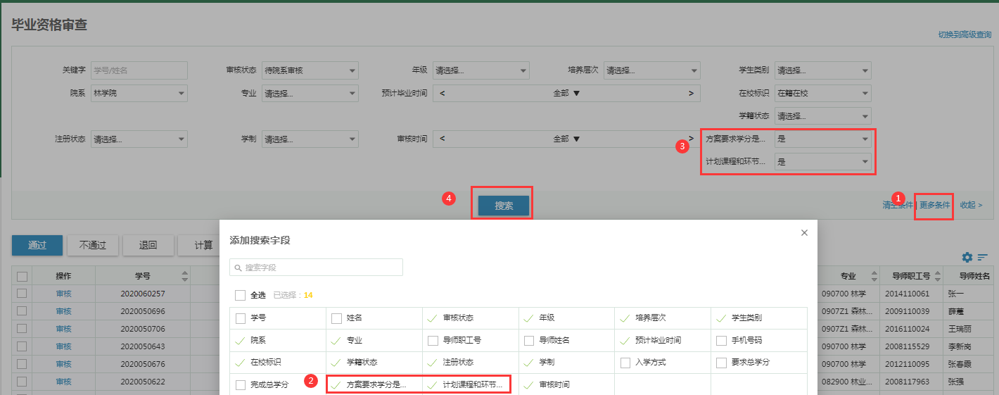 毕业资格审查
切换到高级查询
关键字 学号/姓名 审核状态 待院系审核 年级 请选择... 培养层次 请选择... 学生类别 请选择...
院系 林学院 专业 请选择... 预计毕业时间 < 全部 ▼ > 在校标识 在籍在校
学籍状态 请选择...
注册状态 请选择... 学制 请选择... 审核时间 < 全部 ▼ > 3 方案要求学分是... 是
计划课程和环节... 是
4 搜索 1 清空条件 | 更多条件 收起 >
通过 不通过 退回 计算
操作 学号 专业 导师职工号 导师姓名
审核 2020060257 090700 林学 2014110061 张一
审核 2020050696 0907Z1 森林... 2009110039 薛蕙
审核 2020050706 0907Z1 森林... 2016110024 王瑞丽
审核 2020050643 090700 林学 2008115529 李新岗
审核 2020050676 090700 林学 2012110095 张春霞
审核 2020050622 082900 林业... 2008117963 张强
添加搜索字段 ×
搜索字段
全选 已选择：14
学号 姓名 审核状态 年级 培养层次 学生类别
院系 专业 导师职工号 导师姓名 预计毕业时间 手机号码
在校标识 学籍状态 注册状态 学制 入学方式 要求总学分
完成总学分 2 方案要求学分是... 计划课程和环节... 审核时间